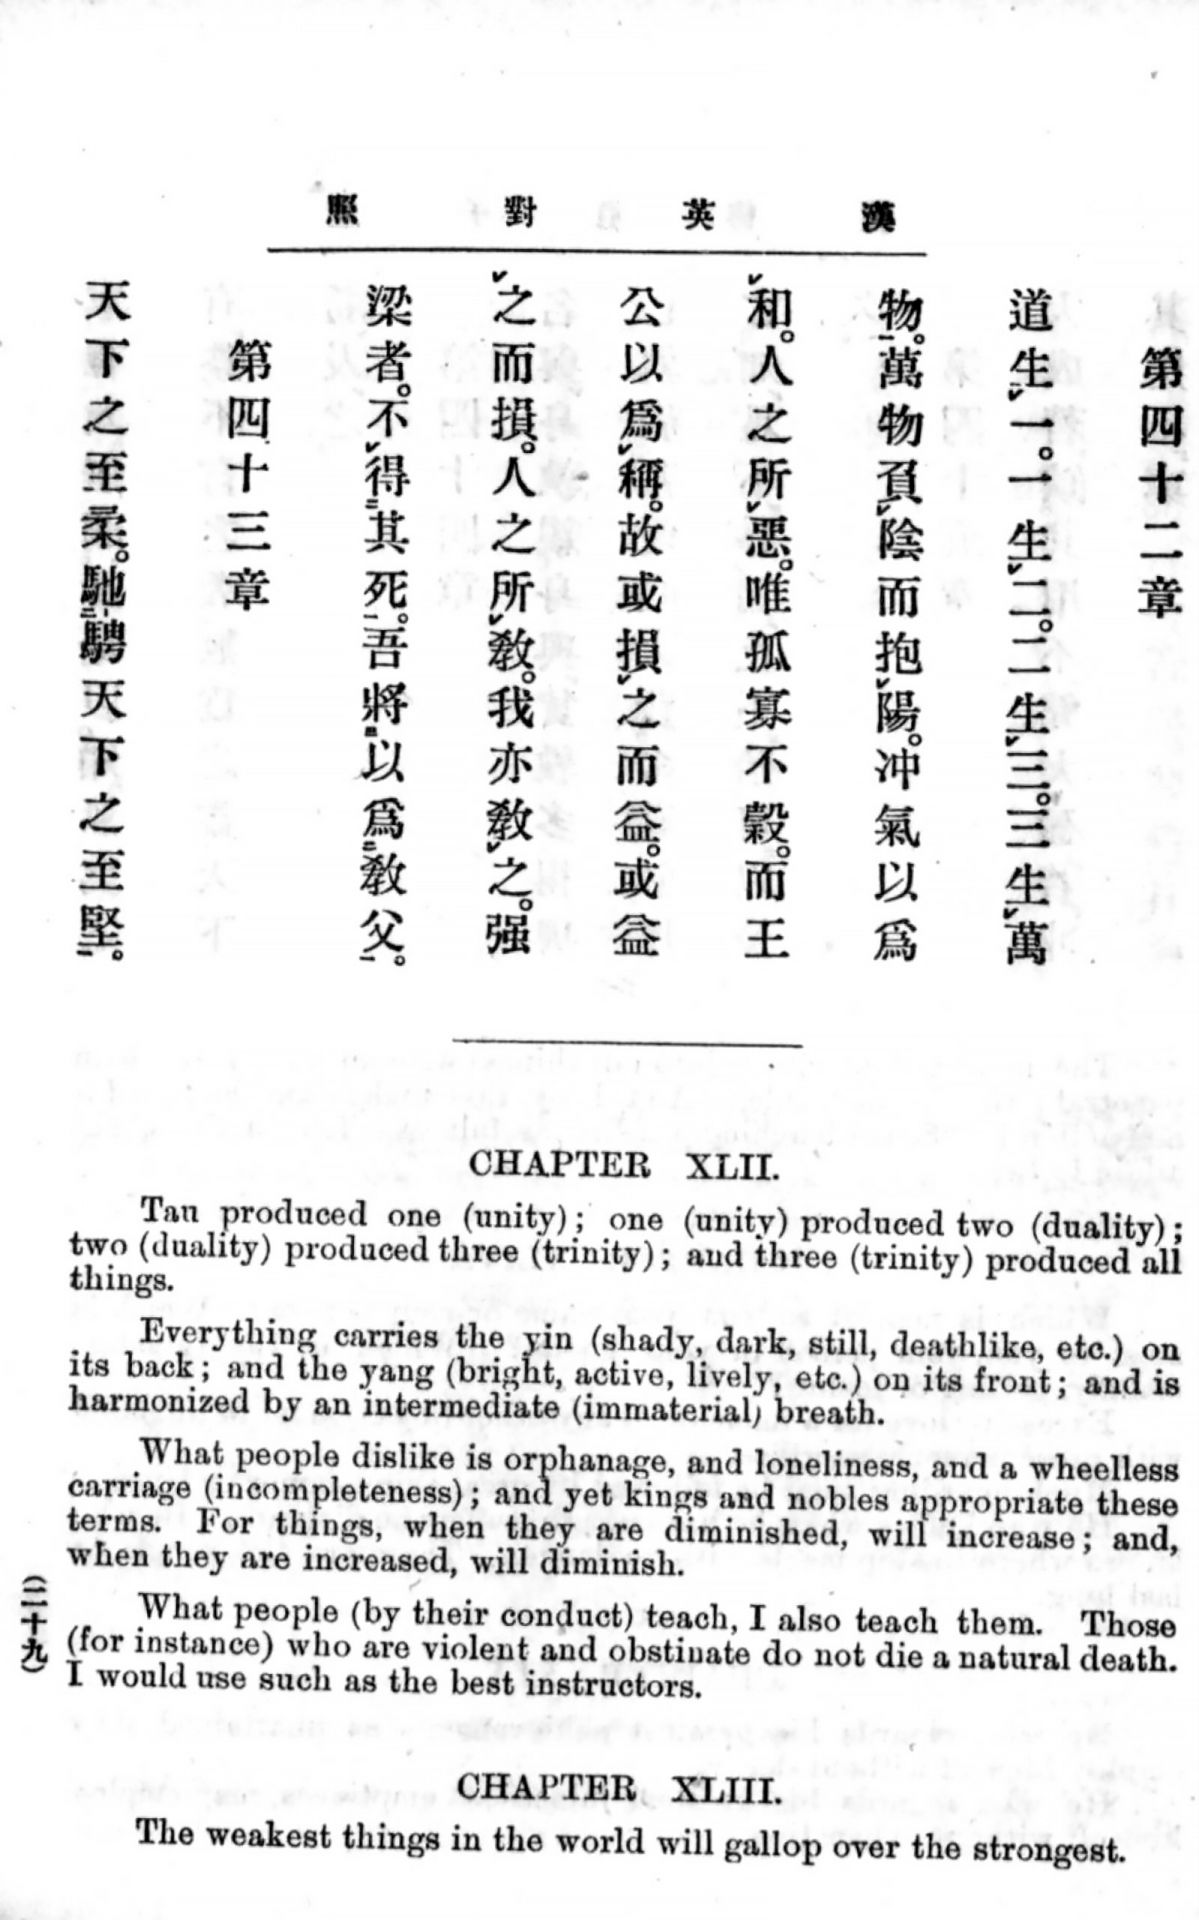 漢英對照
第四十二章
道生一。一生二。二生三。三生萬
物。萬物負陰而抱陽。冲氣以爲
和。人之所惡。唯孤寡不穀。而王
公以爲稱。故或損之而益。或益
之而損。人之所敎。我亦敎之。强
梁者。不得其死。吾將以爲敎父。
第四十三章
天下之至柔。馳騁天下之至堅。
CHAPTER XLII.
Tau produced one (unity); one (unity) produced two (duality);
two (duality) produced three (trinity); and three (trinity) produced all
things.
Everything carries the yin (shady, dark, still, deathlike, etc.) on
its back; and the yang (bright, active, lively, etc.) on its front; and is
harmonized by an intermediate (immaterial) breath.
What people dislike is orphanage, and loneliness, and a wheelless
carriage (incompleteness); and yet kings and nobles appropriate these
terms. For things, when they are diminished, will increase; and,
when they are increased, will diminish.
What people (by their conduct) teach, I also teach them. Those
(for instance) who are violent and obstinate do not die a natural death.
I would use such as the best instructors.
(二十九)
CHAPTER XLIII.
The weakest things in the world will gallop over the strongest.